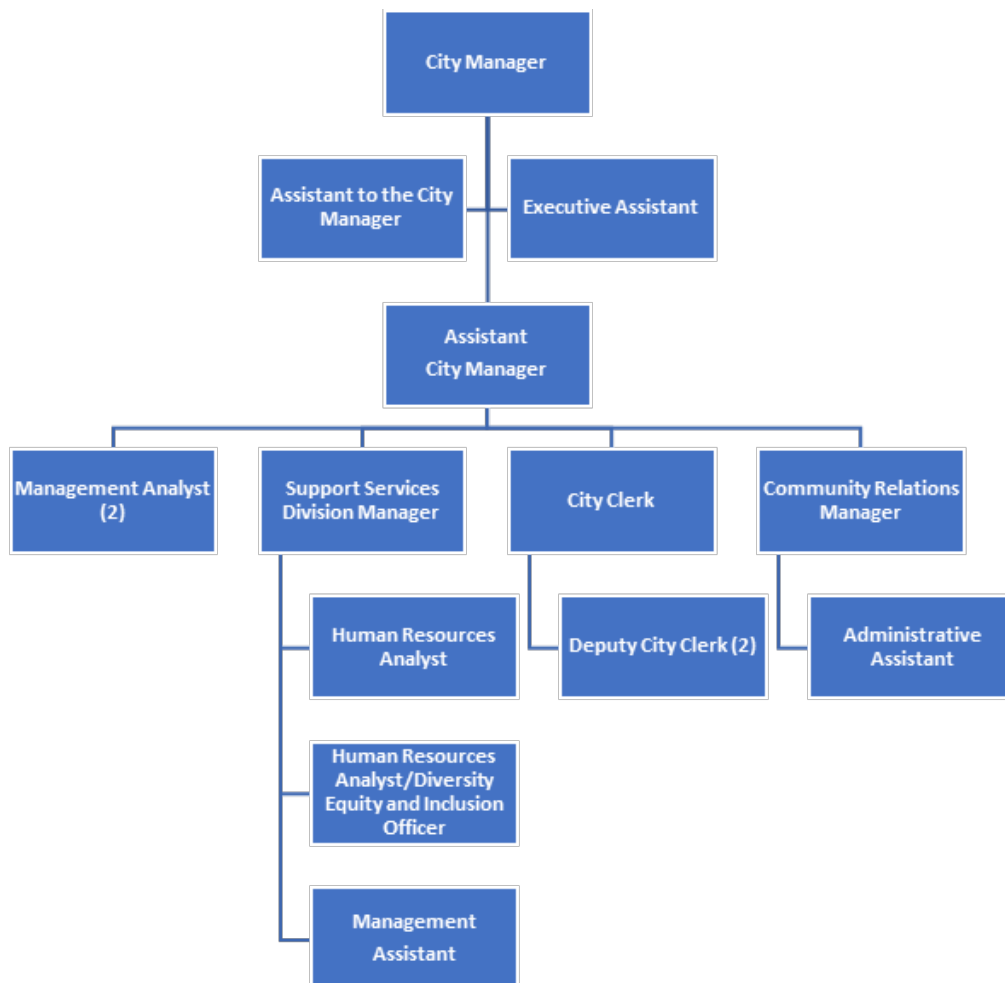 City Manager
Assistant to the City
Manager
Executive Assistant
Assistant
City Manager
Management Analyst
(2)
Support Services
Division Manager
City Clerk
Community Relations
Manager
Human Resources
Analyst
Deputy City Clerk (2)
Administrative
Assistant
Human Resources
Analyst/Diversity
Equity and Inclusion
Officer
Management
Assistant